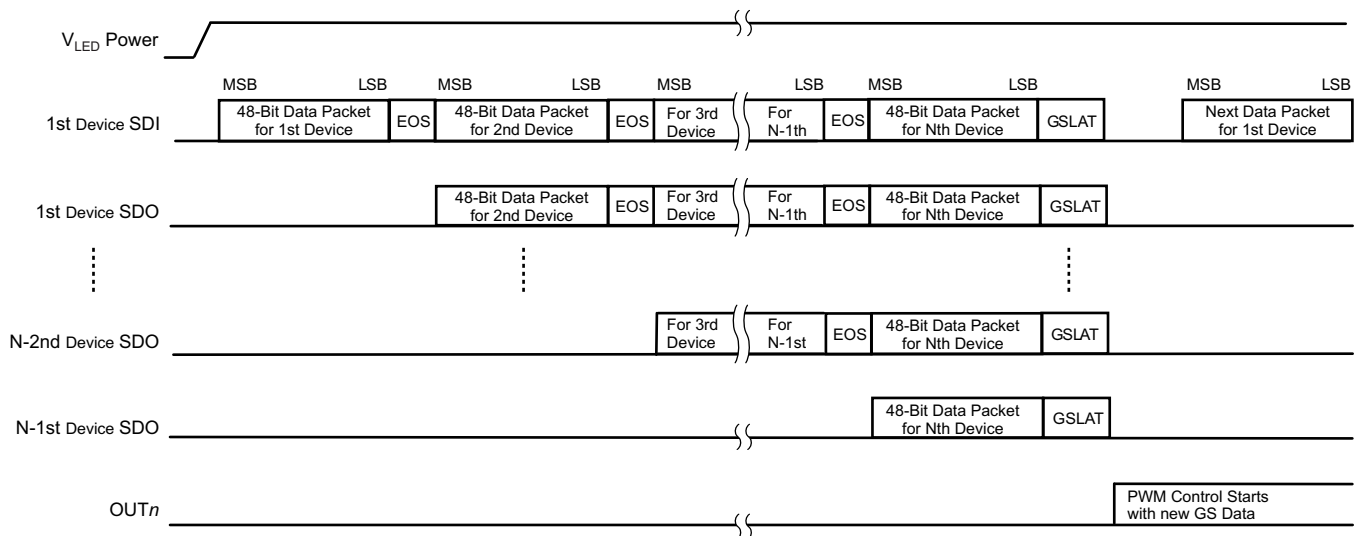 V_LED Power
MSB LSB MSB LSB MSB LSB MSB LSB MSB LSB
1st Device SDI
48-Bit Data Packet
for 1st Device
EOS
48-Bit Data Packet
for 2nd Device
EOS
For 3rd
Device
For
N-1th
EOS
48-Bit Data Packet
for Nth Device
GSLAT
Next Data Packet
for 1st Device
1st Device SDO
48-Bit Data Packet
for 2nd Device
EOS
For 3rd
Device
For
N-1th
EOS
48-Bit Data Packet
for Nth Device
GSLAT
N-2nd Device SDO
For 3rd
Device
For
N-1st
EOS
48-Bit Data Packet
for Nth Device
GSLAT
N-1st Device SDO
48-Bit Data Packet
for Nth Device
GSLAT
OUTn
PWM Control Starts
with new GS Data